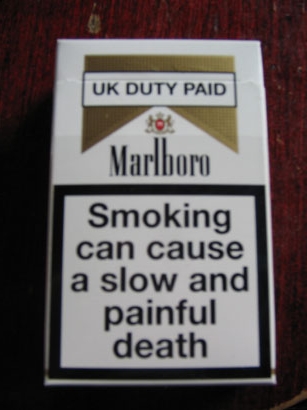 UK DUTY PAID
Marlboro
Smoking
can cause
a slow and
painful
death